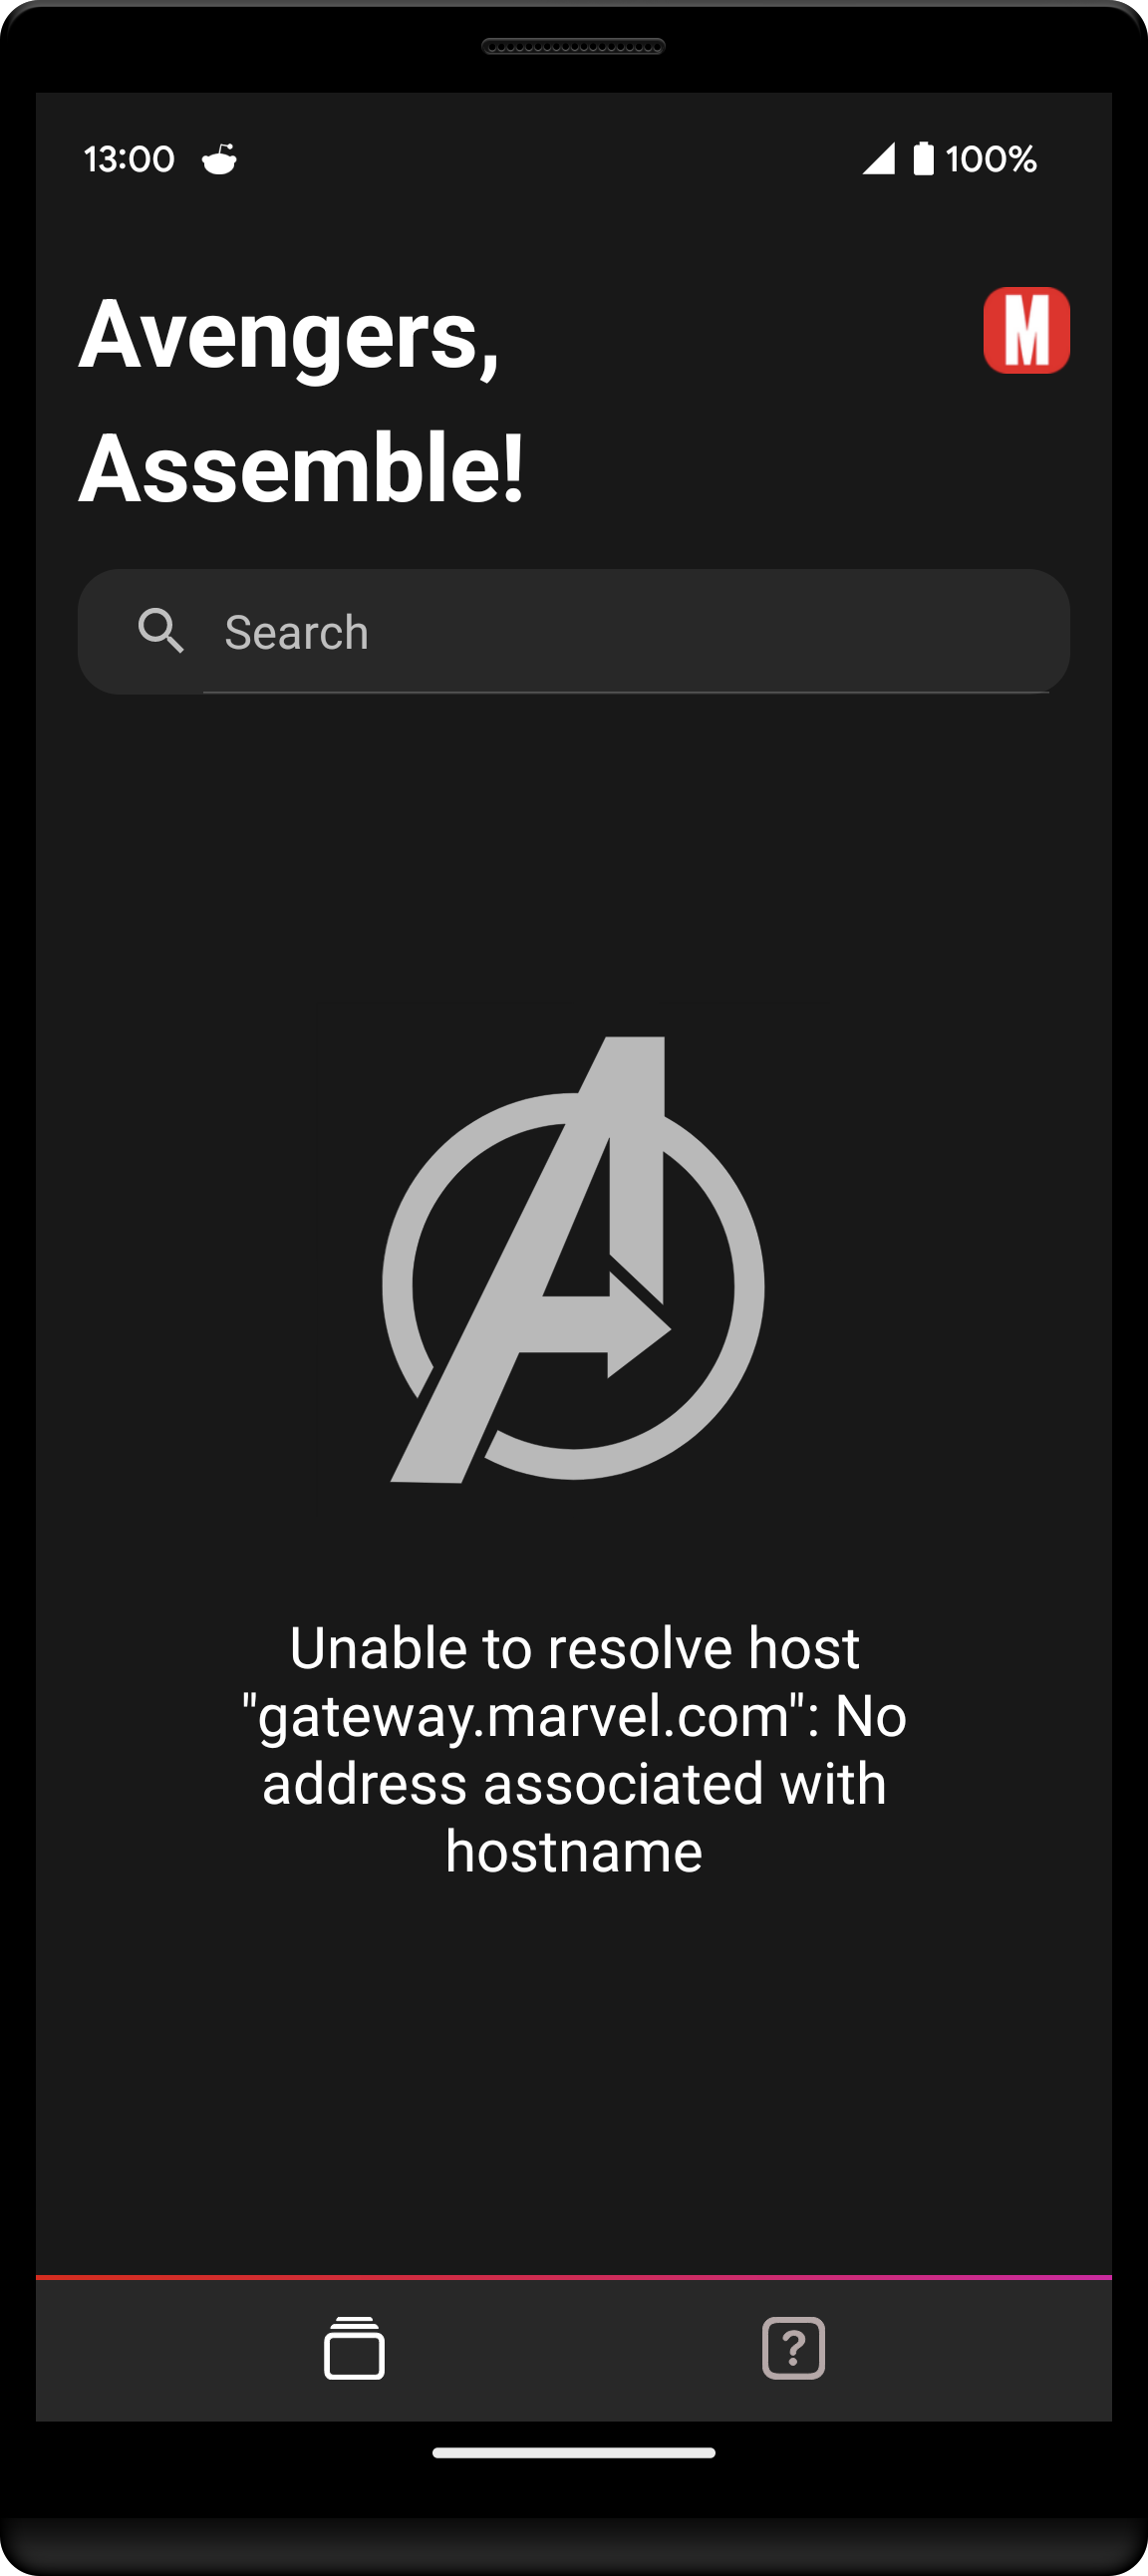 13:00
100%
Avengers,
M
Assemble!
Search
Unable to resolve host
"gateway.marvel.com": No
address associated with
hostname
?